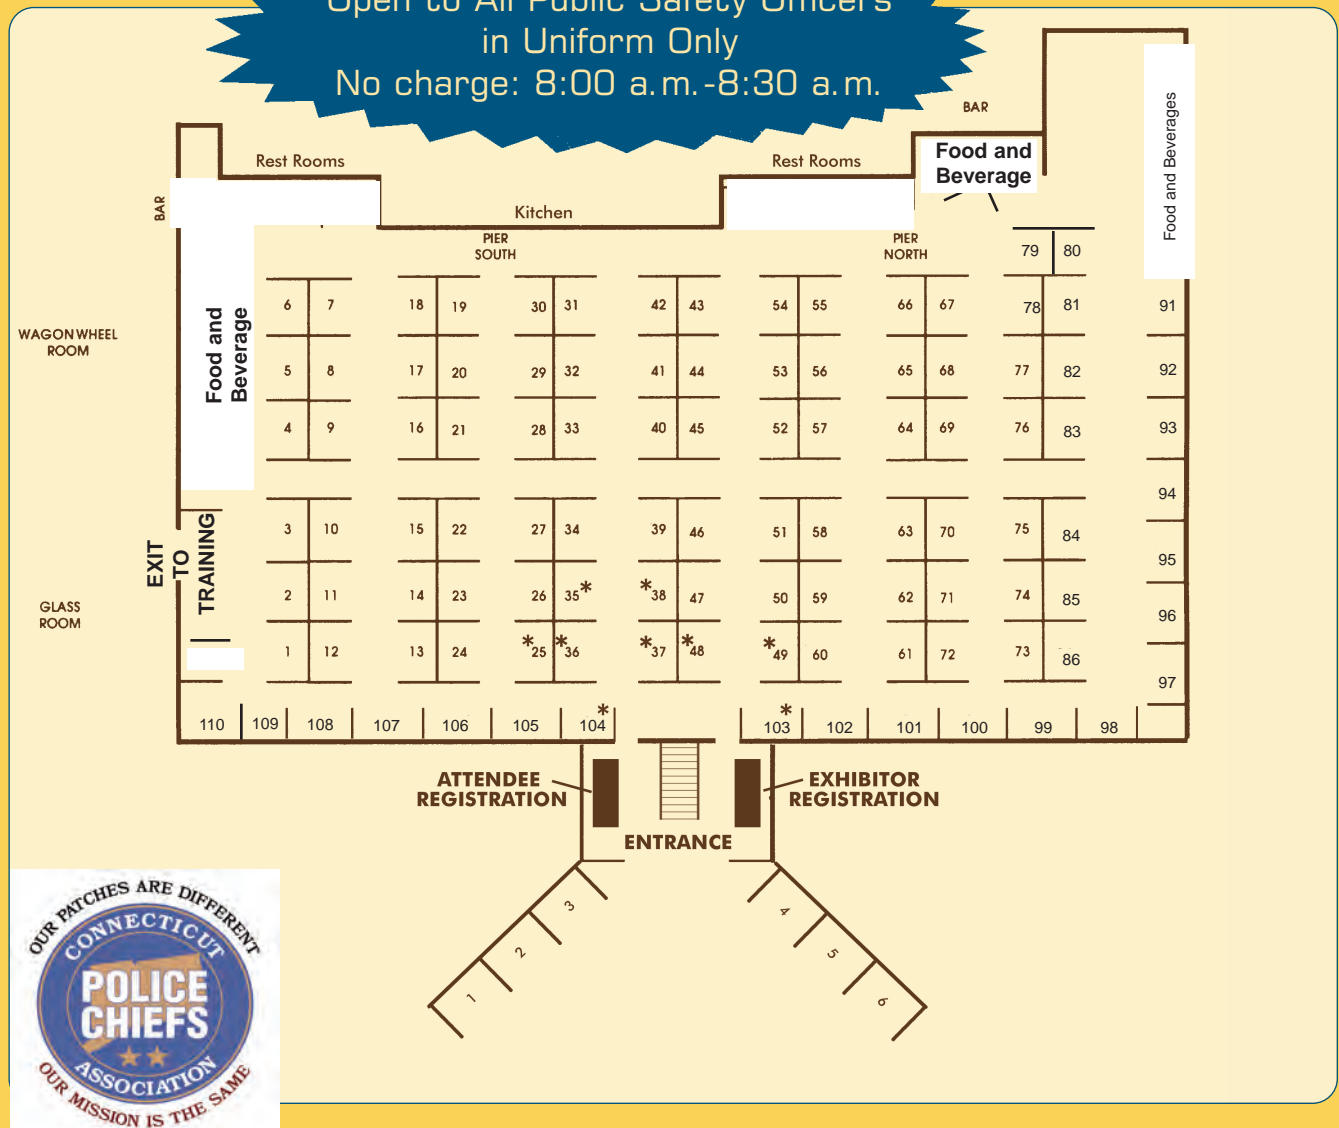 Open to All Public Safety Officers
in Uniform Only
No charge: 8:00 a.m.-8:30 a.m.
BAR
Rest Rooms
Rest Rooms
Food and
Beverage
Food and Beverages
BAR
Kitchen
PIER
SOUTH
PIER
NORTH
79 80
6 7 18 19 30 31 42 43 54 55 66 67 78 81 91
WAGON WHEEL
ROOM
Food and
Beverage
5 8 17 20 29 32 41 44 53 56 65 68 77 82 92
4 9 16 21 28 33 40 45 52 57 64 69 76 83 93
94
EXIT
TO
TRAINING
3 10 15 22 27 34 39 46 51 58 63 70 75 84
95
GLASS
ROOM
2 11 14 23 26 35* *38 47 50 59 62 71 74 85
96
1 12 13 24 *25 *36 *37 *48 *49 60 61 72 73 86
97
110 109 108 107 106 105 104* 103* 102 101 100 99 98
ATTENDEE
REGISTRATION
EXHIBITOR
REGISTRATION
ENTRANCE
1 2 3 4 5 6
OUR PATCHES ARE DIFFERENT
CONNECTICUT
POLICE
CHIEFS
ASSOCIATION
OUR MISSION IS THE SAME